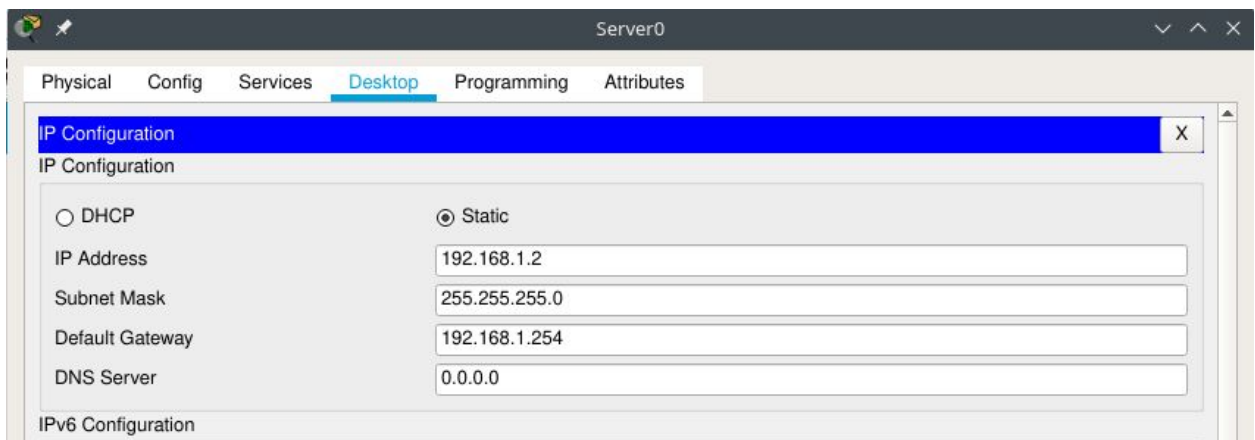 Server0
Physical Config Services Desktop Programming Attributes
IP Configuration X
IP Configuration
DHCP Static
IP Address 192.168.1.2
Subnet Mask 255.255.255.0
Default Gateway 192.168.1.254
DNS Server 0.0.0.0
IPv6 Configuration